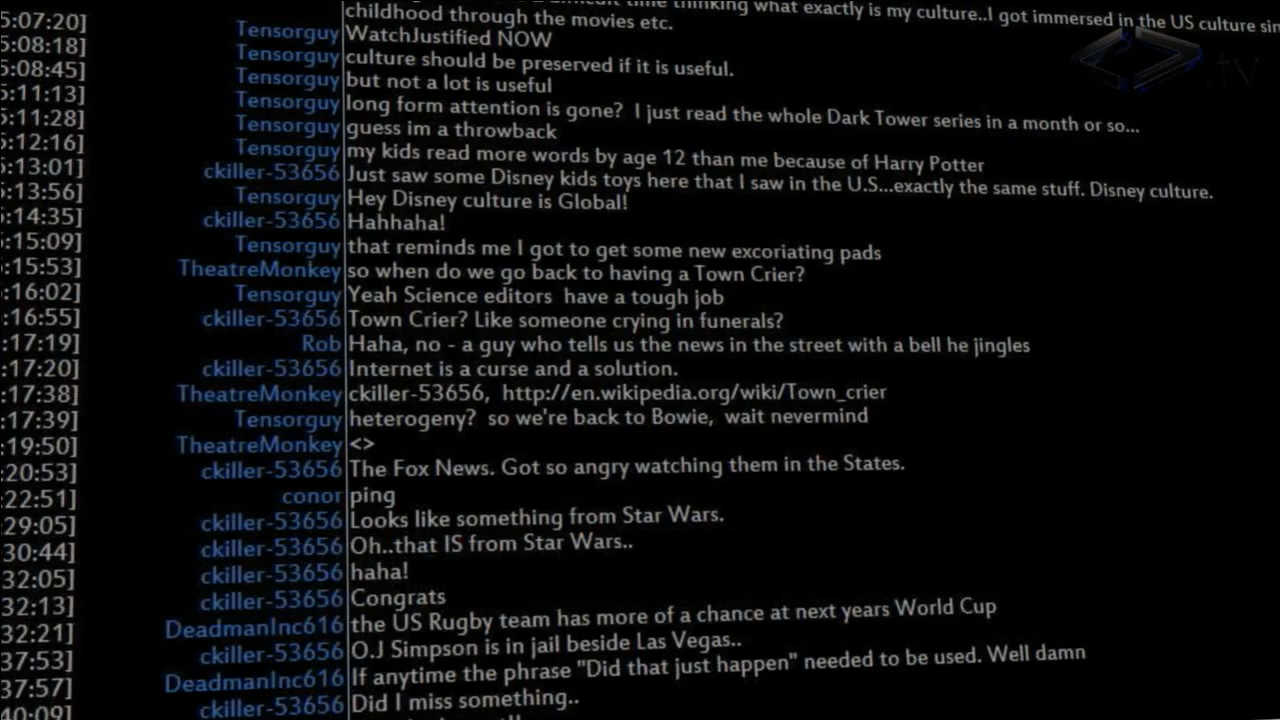 thinking what exactly is my culture..I got immersed in the US culture sin
childhood through the movies etc.
5:07:20] Tensorguy WatchJustified NOW
5:08:18] Tensorguy culture should be preserved if it is useful.
5:08:45] Tensorguy but not a lot is useful
5:11:13] Tensorguy long form attention is gone? I just read the whole Dark Tower series in a month or so...
5:11:28] Tensorguy guess im a throwback
5:12:16] Tensorguy my kids read more words by age 12 than me because of Harry Potter
5:13:01] ckiller-53656 Just saw some Disney kids toys here that I saw in the U.S...exactly the same stuff. Disney culture.
5:13:56] Tensorguy Hey Disney culture is Global!
5:14:35] ckiller-53656 Hahhaha!
5:15:09] Tensorguy that reminds me I got to get some new excoriating pads
:15:53] TheatreMonkey so when do we go back to having a Town Crier?
:16:02] Tensorguy Yeah Science editors have a tough job
:16:55] ckiller-53656 Town Crier? Like someone crying in funerals?
:17:19] Rob Haha, no - a guy who tells us the news in the street with a bell he jingles
:17:20] ckiller-53656 Internet is a curse and a solution.
:17:38] TheatreMonkey ckiller-53656, http://en.wikipedia.org/wiki/Town_crier
:17:39] Tensorguy heterogeny? so we're back to Bowie, wait nevermind
:19:50] TheatreMonkey <>
:20:53] ckiller-53656 The Fox News. Got so angry watching them in the States.
:22:51] conor ping
:29:05] ckiller-53656 Looks like something from Star Wars.
30:44] ckiller-53656 Oh..that IS from Star Wars..
32:05] ckiller-53656 haha!
32:13] ckiller-53656 Congrats
32:21] DeadmanInc616 the US Rugby team has more of a chance at next years World Cup
37:53] ckiller-53656 O.J Simpson is in jail beside Las Vegas..
37:57] DeadmanInc616 If anytime the phrase "Did that just happen" needed to be used. Well damn
40:09] ckiller-53656 Did I miss something..
.tv